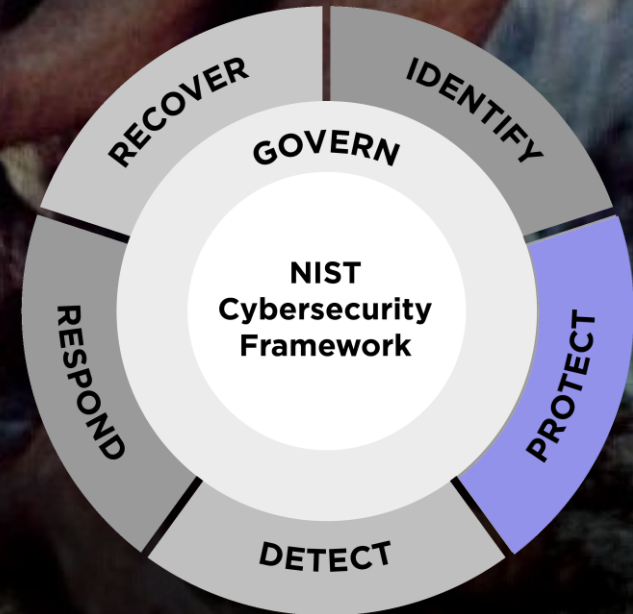 RECOVER
IDENTIFY
GOVERN
NIST
Cybersecurity
Framework
RESPOND
PROTECT
DETECT